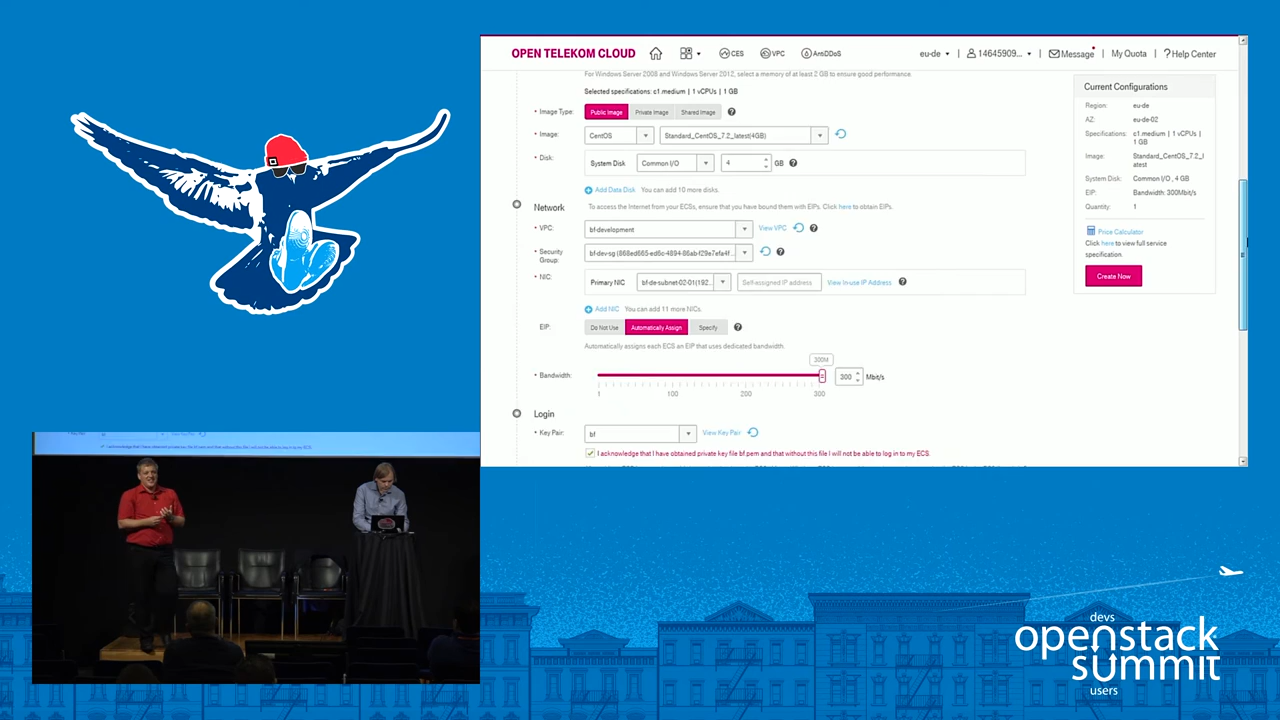 OPEN TELEKOM CLOUD CES VPC AntiDDoS eu-de 14645909... Message My Quota | ? Help Center
For Windows Server 2008 and Windows Server 2012, select a memory of at least 2 GB to ensure good performance.
Selected specifications: c1.medium | 1 vCPUs | 1 GB
* Image Type: Public Image Private Image Shared Image ?
* Image: CentOS Standard_CentOS_7.2_latest(4GB)
* Disk: System Disk Common I/O 4 GB ?
Add Data Disk You can add 10 more disks.
Network To access the Internet from your ECSs, ensure that you have bound them with EIPs. Click here to obtain EIPs.
* VPC: bf-development View VPC ?
* Security Group: ?
* NIC: Primary NIC bf-de-subnet-02-01(192... Self-assigned IP address View In-use IP Address ?
Add NIC You can add 11 more NICs.
EIP: Do Not Use Automatically Assign Specify ?
Automatically assigns each ECS an EIP that uses dedicated bandwidth.
300M
* Bandwidth: 300 Mbit/s
1 100 200 300
Login
* Key Pair: bf View Key Pair
I acknowledge that I have obtained private key file bf.pem and that without this file I will not be able to log in to my ECS.
Current Configurations
Region: eu-de
AZ: eu-de-02
Specifications: c1.medium | 1 vCPUs |
1 GB
Image: Standard_CentOS_7.2_l
atest
System Disk: Common I/O , 4 GB
EIP: Bandwidth: 300Mbit/s
Quantity: 1
Price Calculator
Click here to view full service
specification.
Create Now
devs
openstack
summit
users